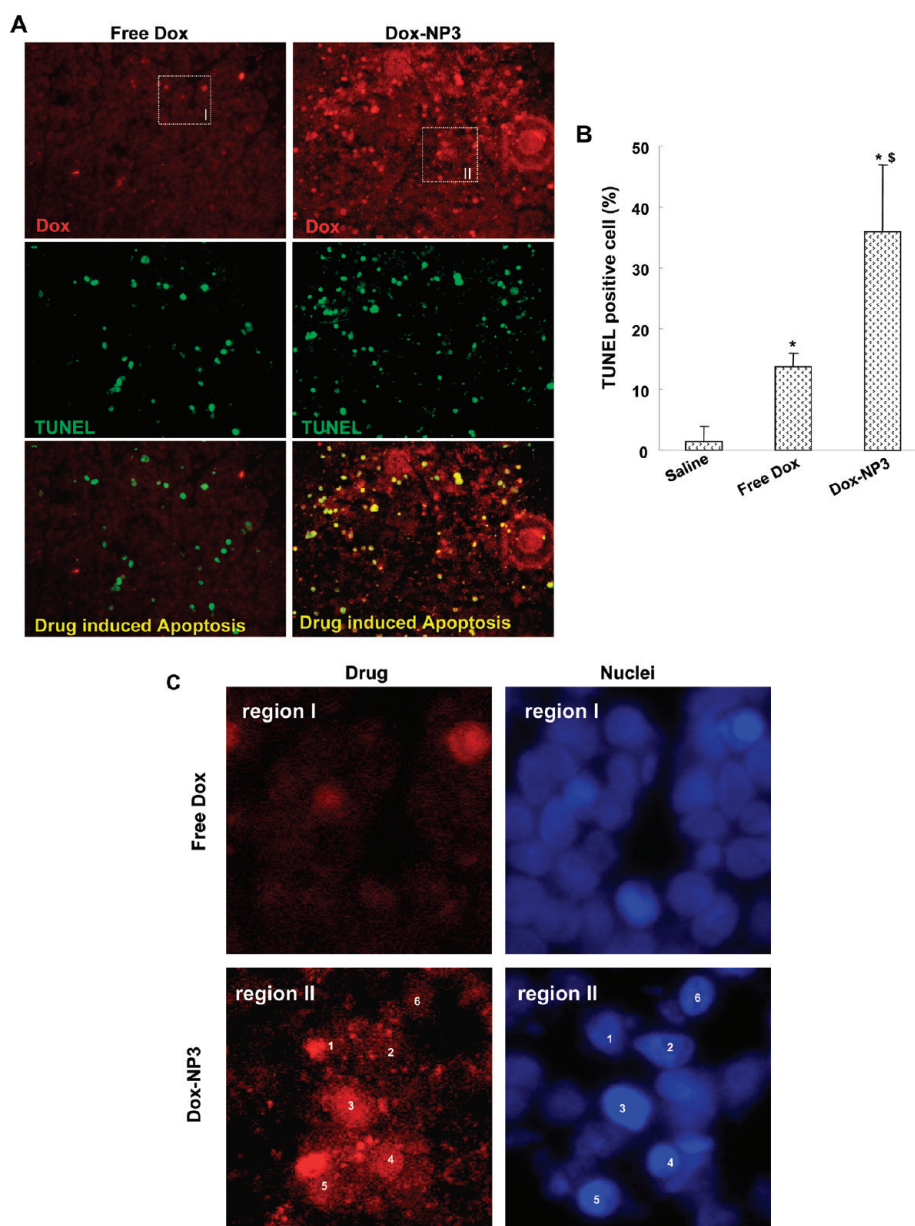 A
Free Dox
Dox-NP3
I
Dox
II
Dox
TUNEL
TUNEL
Drug induced Apoptosis
Drug induced Apoptosis
B
TUNEL positive cell (%)
50
40
30
20
10
0
*
* $
Saline
Free Dox
Dox-NP3
C
Drug
Nuclei
Free Dox
region I
region I
Dox-NP3
region II
6
1
2
3
4
5
region II
6
1
2
3
4
5